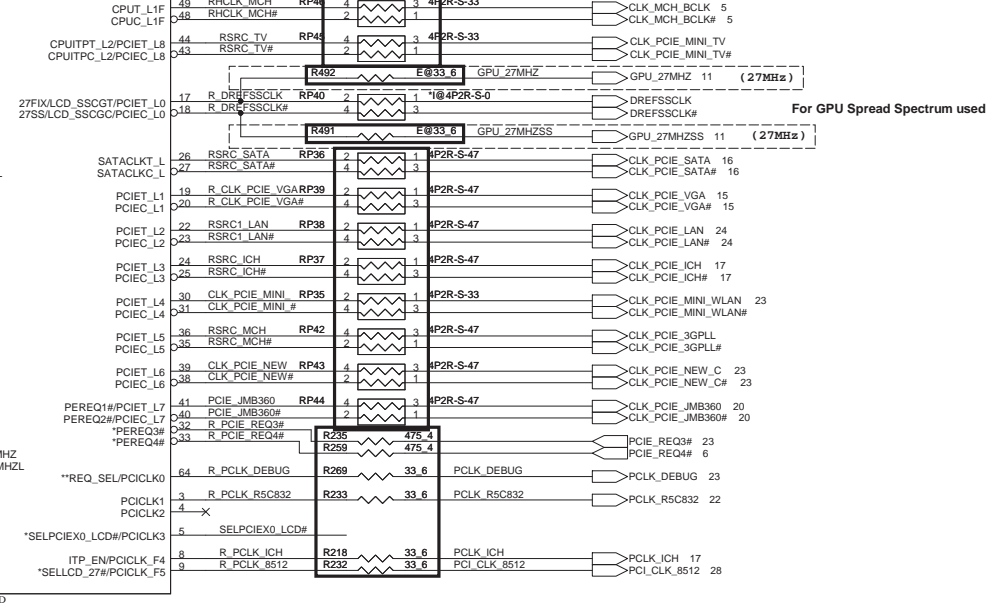 CPUT_L1F 49 RHCLK_MCH RP46 4 3 4P2R-S-33 CLK_MCH_BCLK 5
CPUC_L1F 48 RHCLK_MCH# 2 1 CLK_MCH_BCLK# 5
CPUITPT_L2/PCIET_L8 44 RSRC_TV RP45 4 3 4P2R-S-33 CLK_PCIE_MINI_TV
CPUITPC_L2/PCIEC_L8 43 RSRC_TV# 2 1 CLK_PCIE_MINI_TV#
R492 E@33_6 GPU_27MHZ GPU_27MHZ 11 (27MHz)
27FIX/LCD_SSCGT/PCIET_L0 17 R_DREFSSCLK RP40 2 1 *I@4P2R-S-0 DREFSSCLK
27SS/LCD_SSCGC/PCIEC_L0 18 R_DREFSSCLK# 4 3 DREFSSCLK#
For GPU Spread Spectrum used
R491 E@33_6 GPU_27MHZSS GPU_27MHZSS 11 (27MHz)
SATACLKT_L 26 RSRC_SATA RP36 2 1 4P2R-S-47 CLK_PCIE_SATA 16
SATACLKC_L 27 RSRC_SATA# 4 3 CLK_PCIE_SATA# 16
PCIET_L1 19 R_CLK_PCIE_VGA RP39 2 1 4P2R-S-47 CLK_PCIE_VGA 15
PCIEC_L1 20 R_CLK_PCIE_VGA# 4 3 CLK_PCIE_VGA# 15
PCIET_L2 22 RSRC1_LAN RP38 2 1 4P2R-S-47 CLK_PCIE_LAN 24
PCIEC_L2 23 RSRC1_LAN# 4 3 CLK_PCIE_LAN# 24
PCIET_L3 24 RSRC_ICH RP37 2 1 4P2R-S-47 CLK_PCIE_ICH 17
PCIEC_L3 25 RSRC_ICH# 4 3 CLK_PCIE_ICH# 17
PCIET_L4 30 CLK_PCIE_MINI_ RP35 2 1 4P2R-S-33 CLK_PCIE_MINI_WLAN 23
PCIEC_L4 31 CLK_PCIE_MINI_# 4 3 CLK_PCIE_MINI_WLAN#
PCIET_L5 36 RSRC_MCH RP42 4 3 4P2R-S-47 CLK_PCIE_3GPLL
PCIEC_L5 35 RSRC_MCH# 2 1 CLK_PCIE_3GPLL#
PCIET_L6 39 CLK_PCIE_NEW RP43 4 3 4P2R-S-47 CLK_PCIE_NEW_C 23
PCIEC_L6 38 CLK_PCIE_NEW# 2 1 CLK_PCIE_NEW_C# 23
PEREQ1#/PCIET_L7 41 PCIE_JMB360 RP44 4 3 4P2R-S-47 CLK_PCIE_JMB360 20
PEREQ2#/PCIEC_L7 40 PCIE_JMB360# 2 1 CLK_PCIE_JMB360# 20
*PEREQ3# 32 R_PCIE_REQ3# R235 475_4 PCIE_REQ3# 23
*PEREQ4# 33 R_PCIE_REQ4# R259 475_4 PCIE_REQ4# 6
MHZ
MHZL
**REQ_SEL/PCICLK0 64 R_PCLK_DEBUG R269 33_6 PCLK_DEBUG PCLK_DEBUG 23
PCICLK1 3 R_PCLK_R5C832 R233 33_6 PCLK_R5C832 PCLK_R5C832 22
PCICLK2 4
*SELPCIEX0_LCD#/PCICLK3 5 SELPCIEX0_LCD#
ITP_EN/PCICLK_F4 8 R_PCLK_ICH R218 33_6 PCLK_ICH PCLK_ICH 17
*SELLCD_27#/PCICLK_F5 9 R_PCLK_8512 R232 33_6 PCI_CLK_8512 PCI_CLK_8512 28